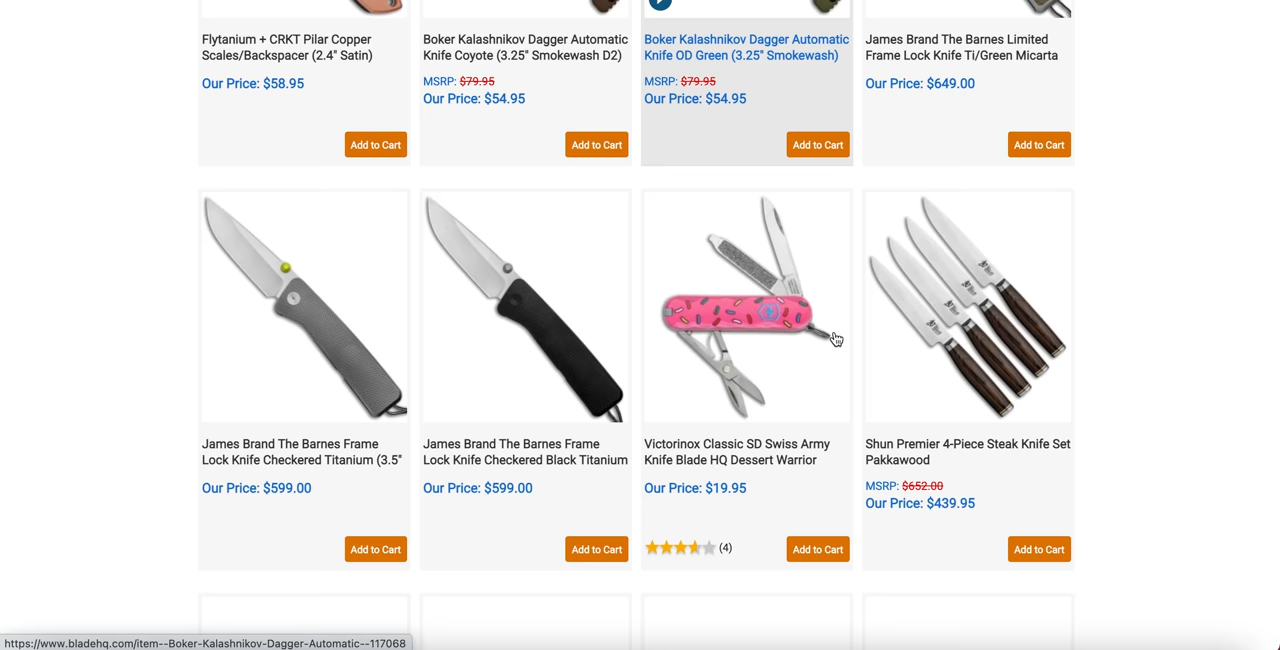 Flytanium + CRKT Pilar Copper
Scales/Backspacer (2.4" Satin)
Our Price: $58.95
Add to Cart
Boker Kalashnikov Dagger Automatic
Knife Coyote (3.25" Smokewash D2)
MSRP: $79.95
Our Price: $54.95
Add to Cart
Boker Kalashnikov Dagger Automatic
Knife OD Green (3.25" Smokewash)
MSRP: $79.95
Our Price: $54.95
Add to Cart
James Brand The Barnes Limited
Frame Lock Knife Ti/Green Micarta
Our Price: $649.00
Add to Cart
James Brand The Barnes Frame
Lock Knife Checkered Titanium (3.5"
Our Price: $599.00
Add to Cart
James Brand The Barnes Frame
Lock Knife Checkered Black Titanium
Our Price: $599.00
Add to Cart
Victorinox Classic SD Swiss Army
Knife Blade HQ Dessert Warrior
Our Price: $19.95
(4)
Add to Cart
Shun Premier 4-Piece Steak Knife Set
Pakkawood
MSRP: $652.00
Our Price: $439.95
Add to Cart
https://www.bladehq.com/item--Boker-Kalashnikov-Dagger-Automatic--117068